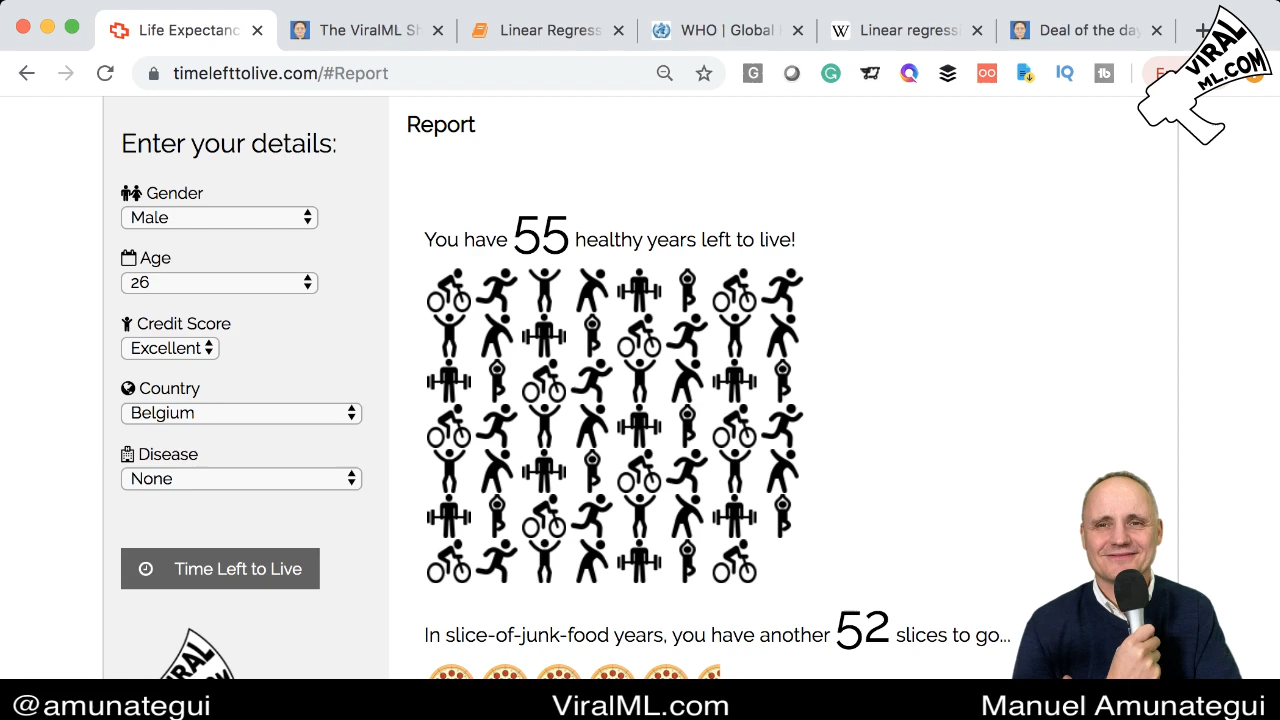 Life Expectanc
The ViralML Sh
Linear Regress
WHO | Global
Linear regressi
Deal of the day
timelefttolive.com/#Report
G
G
IQ
tb
VIRAL
ML.COM
Enter your details:
Gender
Male
Age
26
Credit Score
Excellent
Country
Belgium
Disease
None
Time Left to Live
VIRAL
Report
You have 55 healthy years left to live!
In slice-of-junk-food years, you have another 52 slices to go...
@amunategui
ViralML.com
Manuel Amunategui